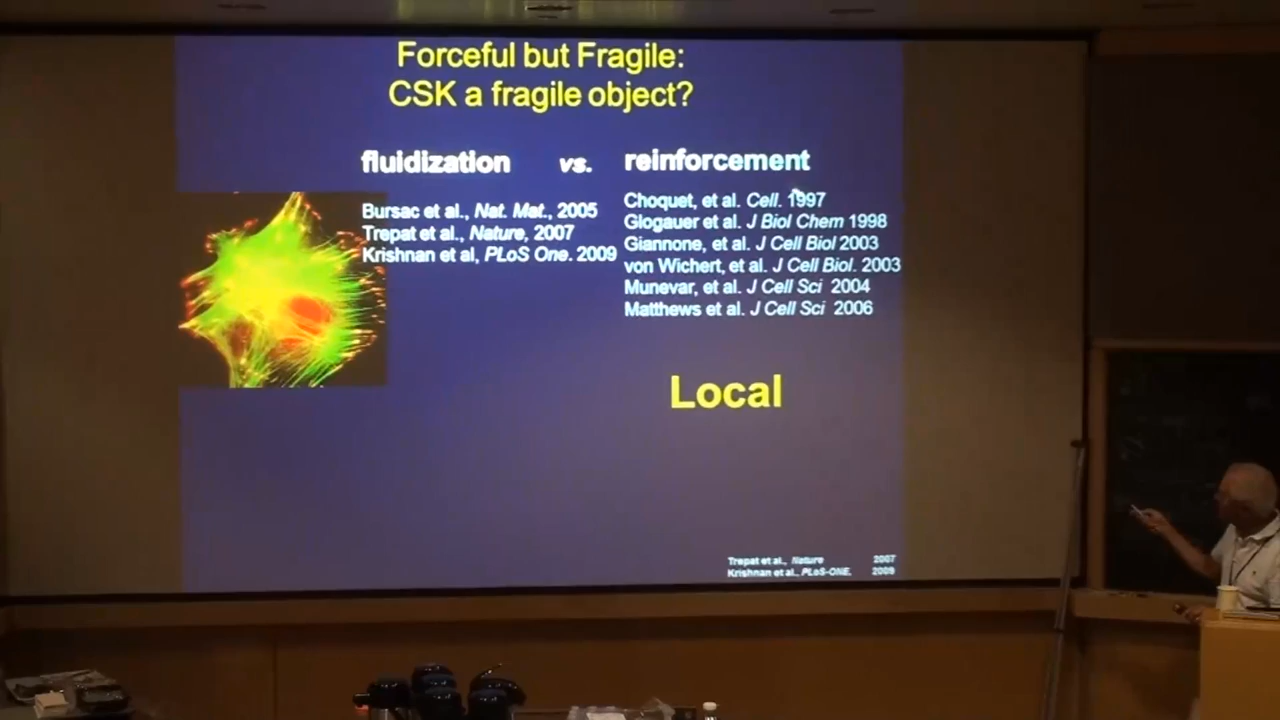 Forceful but Fragile:
CSK a fragile object?
fluidization vs. reinforcement
Bursac et al., Nat. Mat., 2005
Trepat et al., Nature, 2007
Krishnan et al, PLoS One. 2009
Choquet, et al. Cell. 1997
Glogauer et al. J Biol Chem 1998
Giannone, et al. J Cell Biol 2003
von Wichert, et al. J Cell Biol. 2003
Munevar, et al. J Cell Sci 2004
Matthews et al. J Cell Sci 2006
Local
Trepat et al., Nature 2007
Krishnan et al., PLoS-ONE, 2009